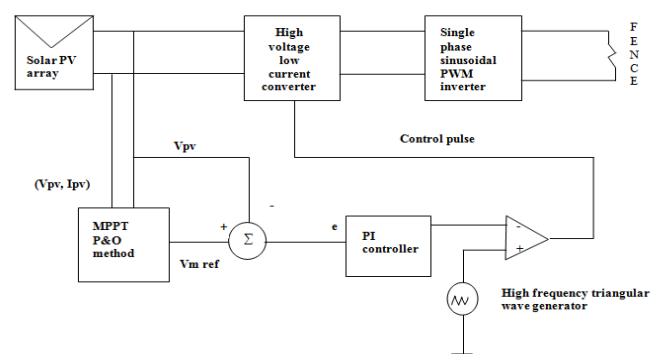 Solar PV
array
High
voltage
low
current
converter
Single
phase
sinusoidal
PWM
inverter
F
E
N
C
E
Vpv
Control pulse
(Vpv, Ipv)
MPPT
P&O
method
+
-
Σ
Vm ref
e
PI
controller
-
+
High frequency triangular
wave generator